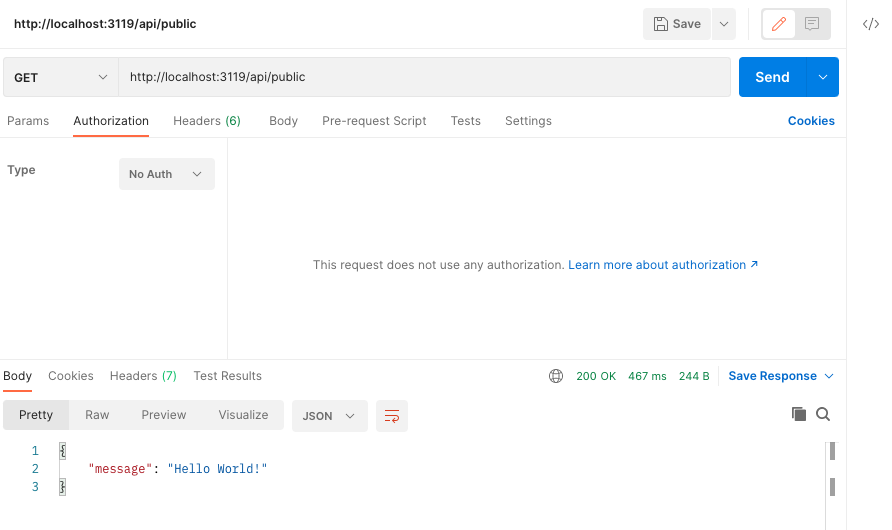 http://localhost:3119/api/public
Save
GET
http://localhost:3119/api/public
Send
Params Authorization Headers (6) Body Pre-request Script Tests Settings Cookies
Type
No Auth
This request does not use any authorization. Learn more about authorization ↗
Body Cookies Headers (7) Test Results 200 OK 467 ms 244 B Save Response
Pretty Raw Preview Visualize JSON
1 {
2 "message": "Hello World!"
3 }